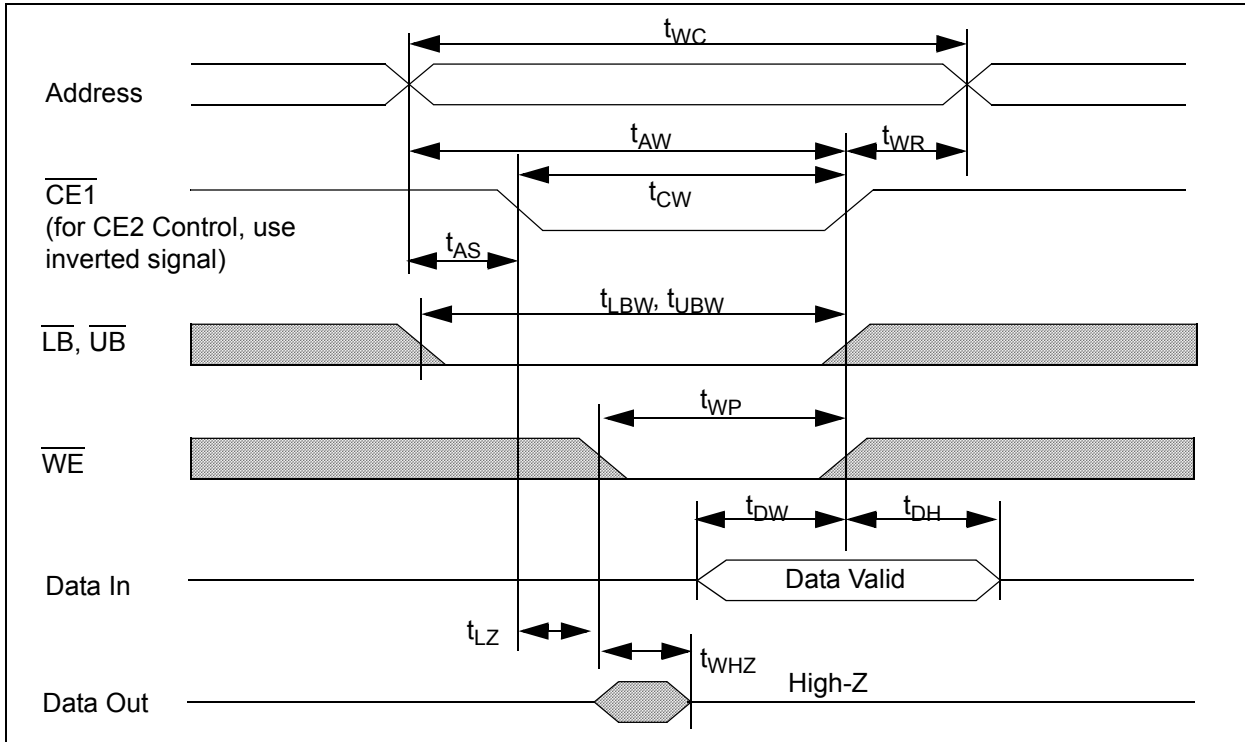 tWC
Address
tAW
tWR
CE1
(for CE2 Control, use
inverted signal)
tCW
tAS
tLBW, tUBW
LB, UB
tWP
WE
tDW
tDH
Data In
Data Valid
tLZ
tWHZ
Data Out
High-Z